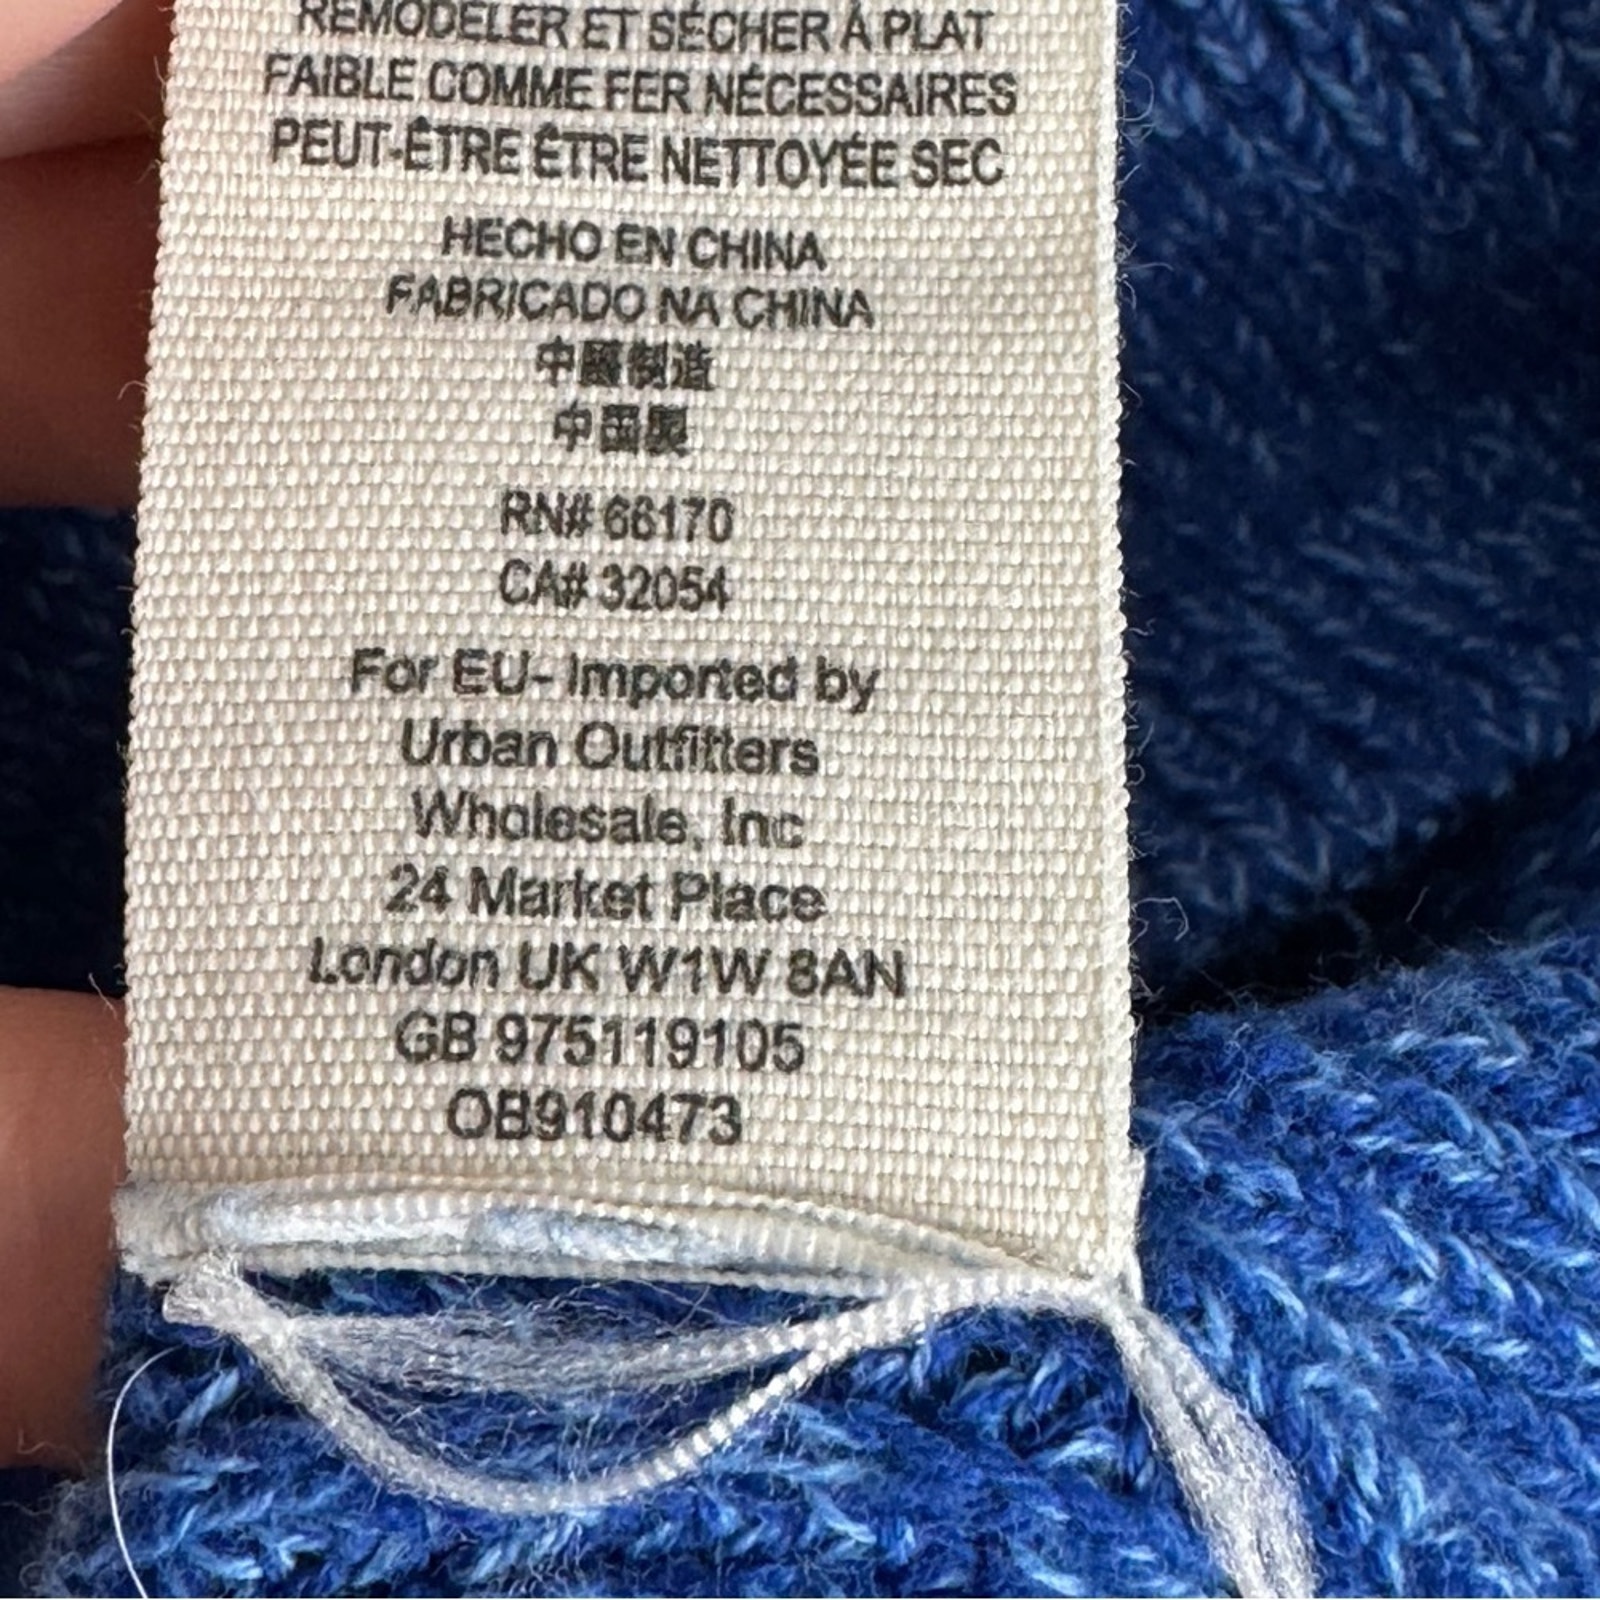 REMODELER ET SÉCHER À PLAT
FAIBLE COMME FER NÉCESSAIRES
PEUT-ÊTRE ÊTRE NETTOYÉE SEC
HECHO EN CHINA
FABRICADO NA CHINA
中國制造
中国製
RN# 66170
CA# 32054
For EU- Imported by
Urban Outfitters
Wholesale, Inc
24 Market Place
London UK W1W 8AN
GB 975119105
OB910473